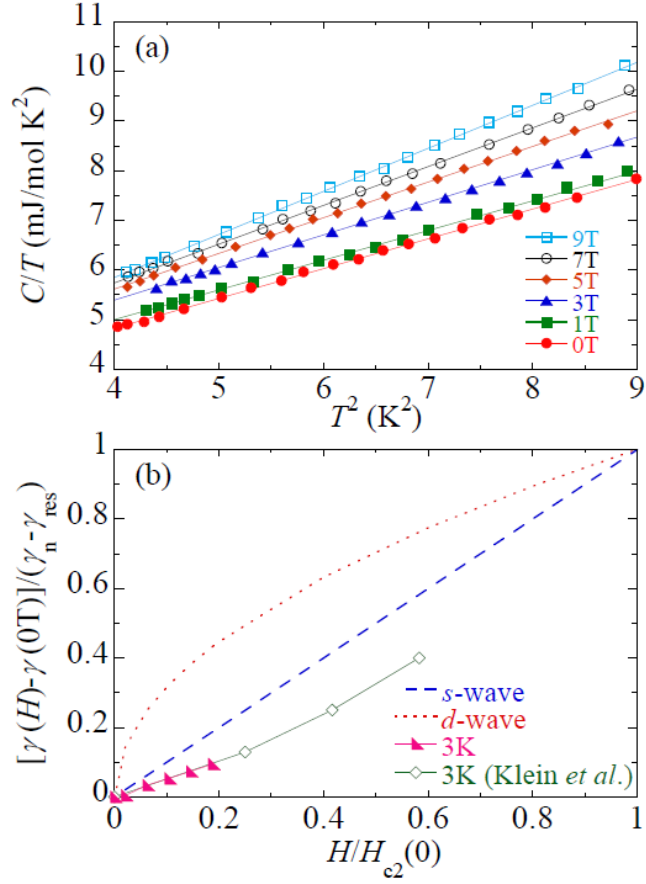 (a)
C/T (mJ/mol K²)
11
10
9
8
7
6
5
4
9T
7T
5T
3T
1T
0T
4 5 6 7 8 9
T² (K²)
(b)
[γ(H)-γ(0T)]/(γn-γres)
1
0.8
0.6
0.4
0.2
0
s-wave
d-wave
3K
3K (Klein et al.)
0 0.2 0.4 0.6 0.8 1
H/Hc2(0)